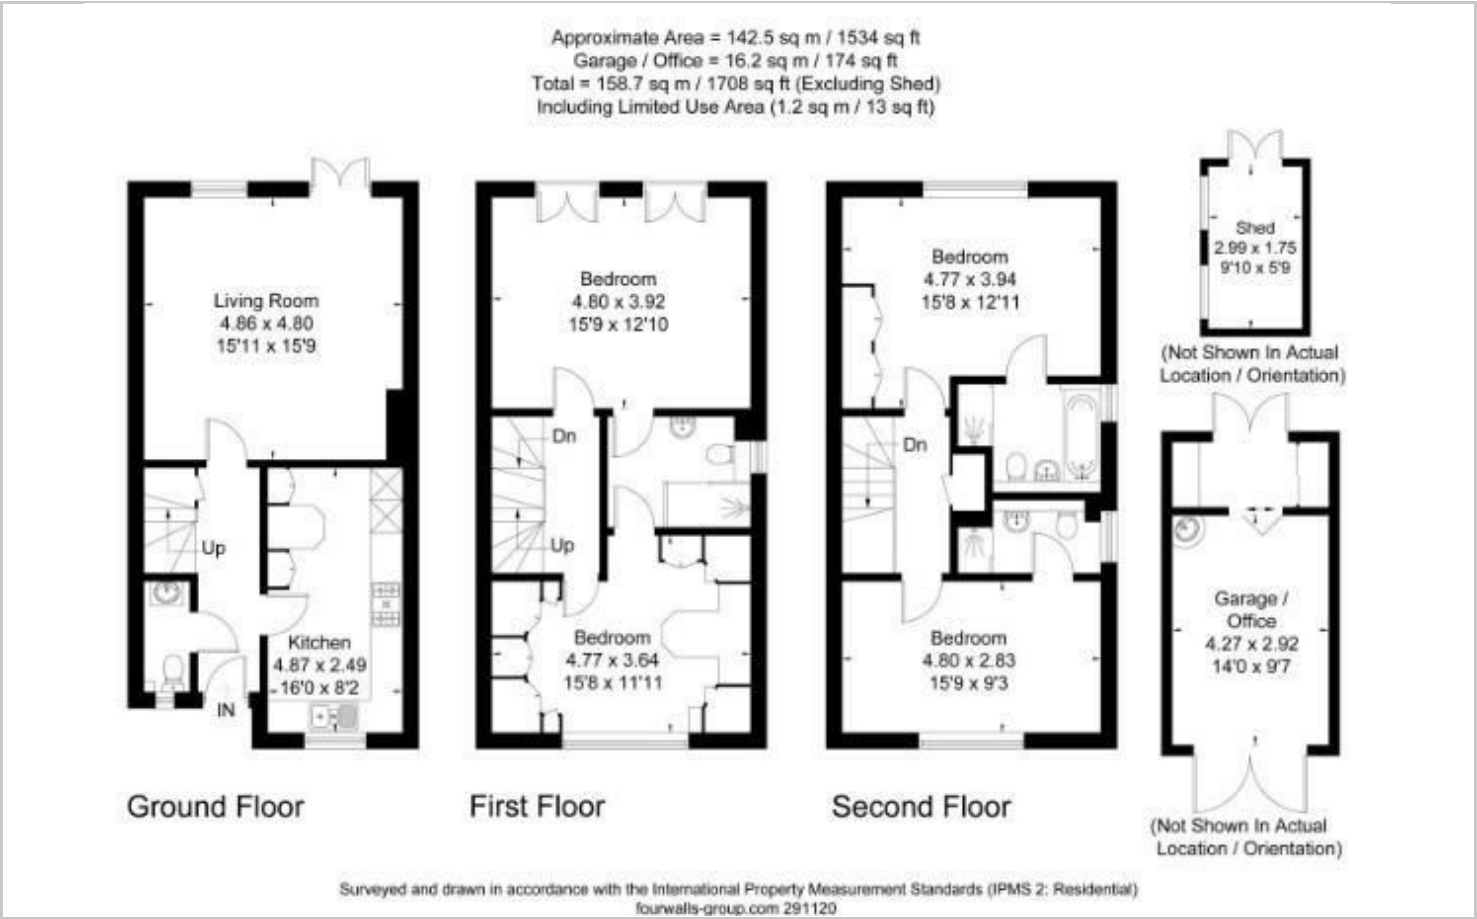 Approximate Area = 142.5 sq m / 1534 sq ft
Garage / Office = 16.2 sq m / 174 sq ft
Total = 158.7 sq m / 1708 sq ft (Excluding Shed)
Including Limited Use Area (1.2 sq m / 13 sq ft)
Living Room
4.86 x 4.80
15'11 x 15'9
Up
Kitchen
4.87 x 2.49
16'0 x 8'2
IN
Ground Floor
Bedroom
4.80 x 3.92
15'9 x 12'10
Dn
Up
Bedroom
4.77 x 3.64
15'8 x 11'11
First Floor
Bedroom
4.77 x 3.94
15'8 x 12'11
Dn
Bedroom
4.80 x 2.83
15'9 x 9'3
Second Floor
Shed
2.99 x 1.75
9'10 x 5'9
(Not Shown In Actual
Location / Orientation)
Garage /
Office
4.27 x 2.92
14'0 x 9'7
(Not Shown In Actual
Location / Orientation)
Surveyed and drawn in accordance with the International Property Measurement Standards (IPMS 2: Residential)
fourwalls-group.com 291120